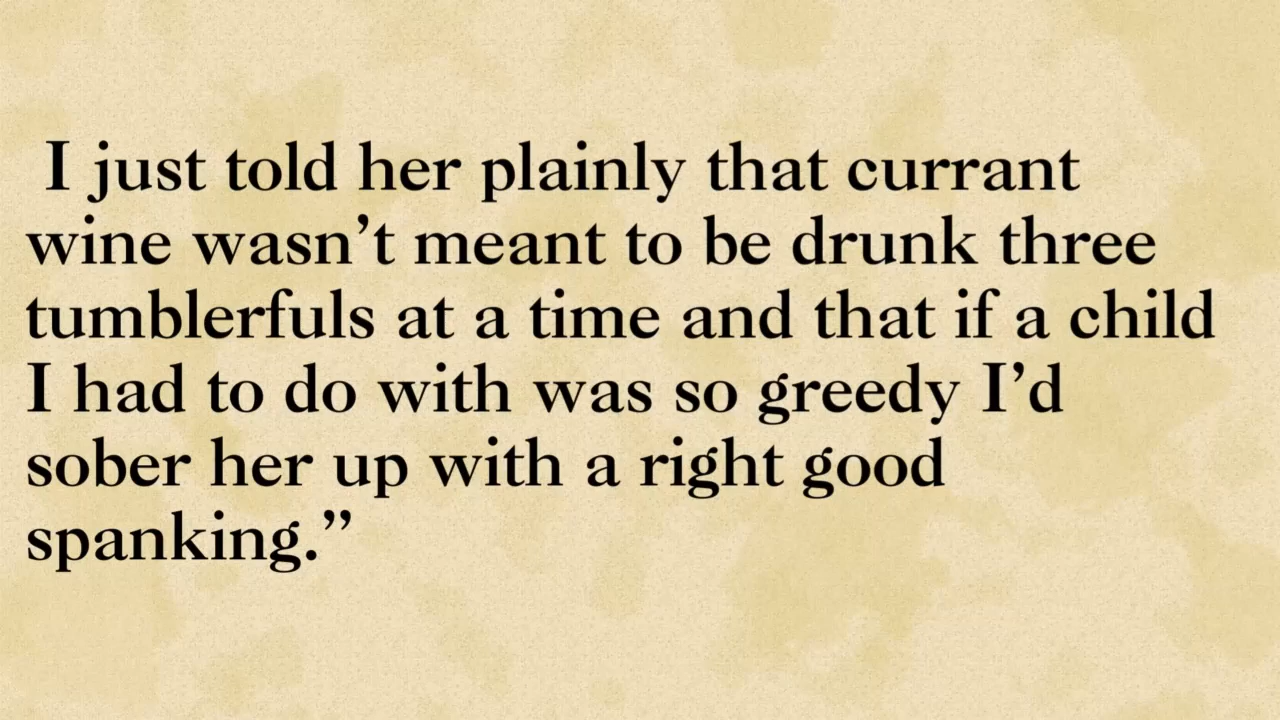 I just told her plainly that currant
wine wasn’t meant to be drunk three
tumblerfuls at a time and that if a child
I had to do with was so greedy I’d
sober her up with a right good
spanking.”